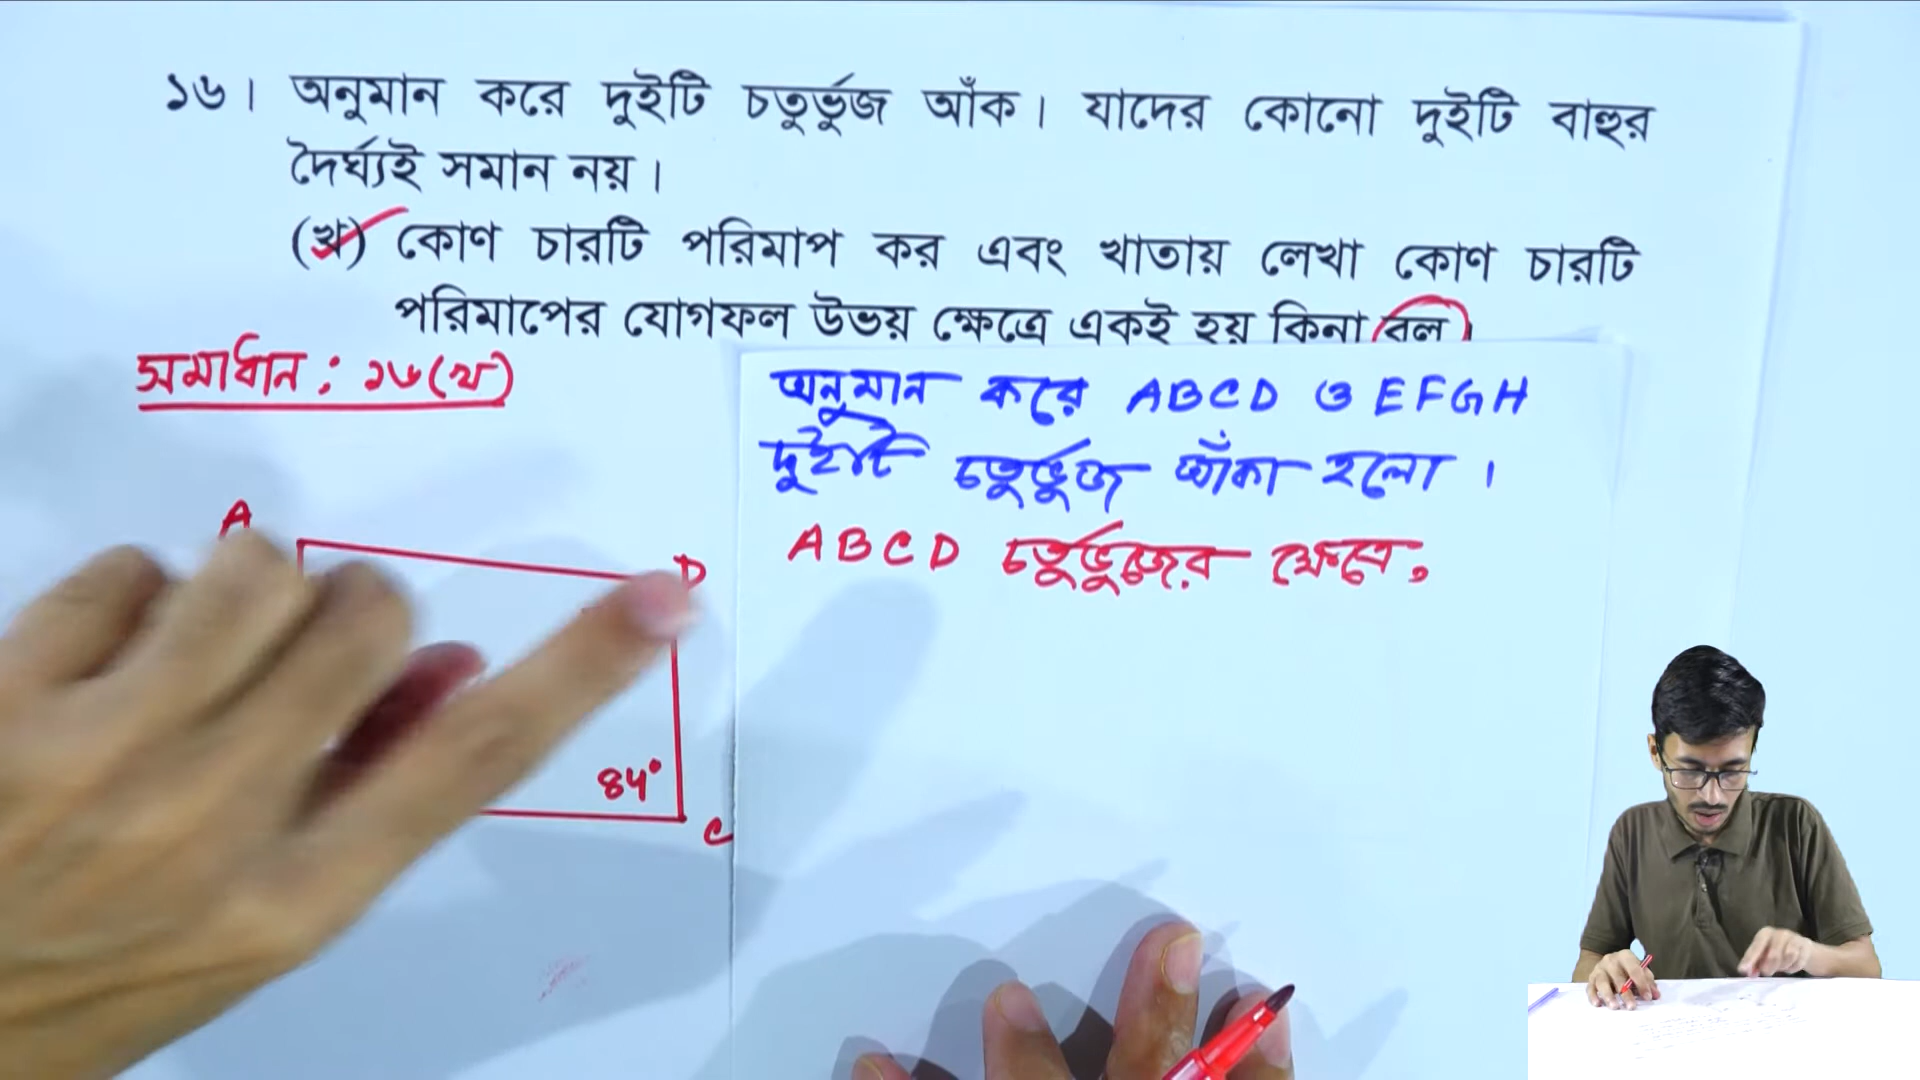 ১৬। অনুমান করে দুইটি চতুর্ভুজ আঁক। যাদের কোনো দুইটি বাহুর
দৈর্ঘ্যই সমান নয়।
(খ) কোণ চারটি পরিমাপ কর এবং খাতায় লেখা কোণ চারটি
পরিমাপের যোগফল উভয় ক্ষেত্রে একই হয় কিনা বল।
সমাধান : ১৬(খ)
অনুমান করে ABCD ও EFGH
দুইটি চতুর্ভুজ আঁকা হলো ।
ABCD চতুর্ভুজের ক্ষেত্রে,
A
D
84°
C